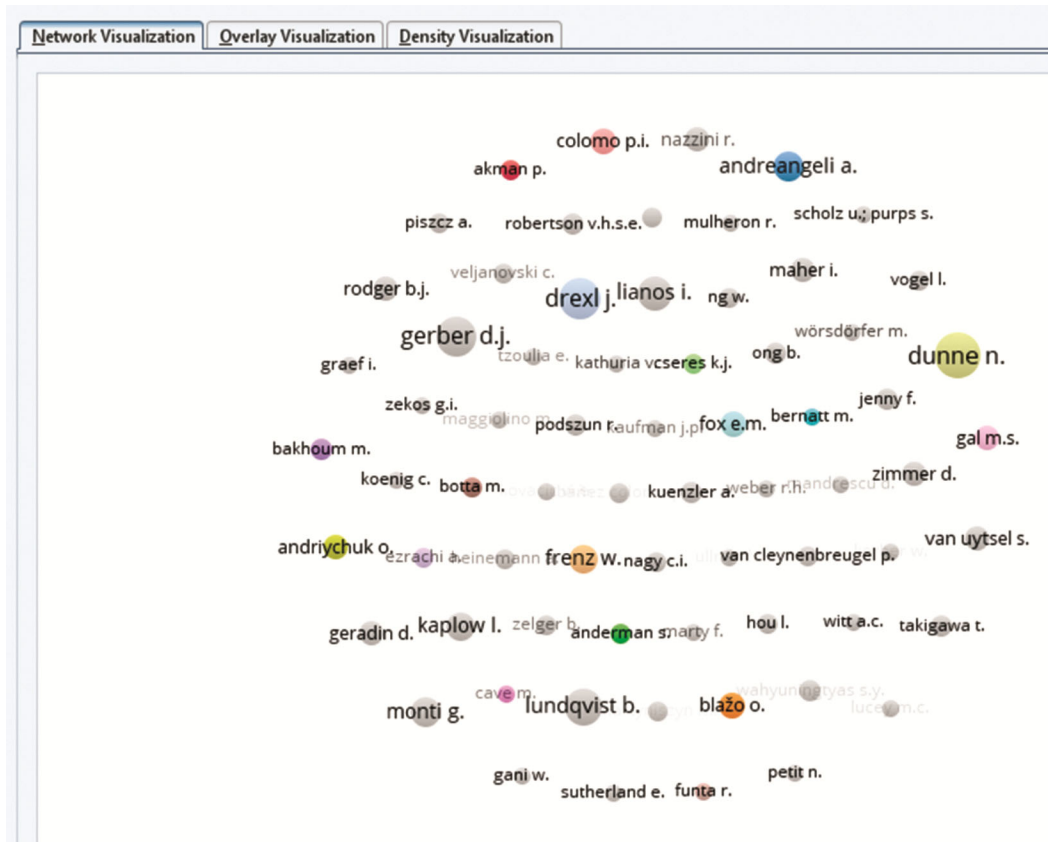 Network Visualization Overlay Visualization Density Visualization
colomo p.i. nazzini r.
akman p. andreangeli a.
piszcz a. robertson v.h.s.e. mulheron r. scholz u.; purps s.
veljanovski c. maher i.
rodger b.j. drexl j. lianos i. ng w. vogel l.
gerber d.j. wörsdörfer m.
graef i. tzoulia e. kathuria v. cseres k.j. ong b. dunne n.
zekos g.i. jenny f.
maggiolino m. podszun r. kaufman j.p. fox e.m. bernatt m.
bakhoum m. gal m.s.
koenig c. botta m. kuenzler a. weber r.h. mandrescu d. zimmer d.
andriychuk o. van uytsel s.
ezrachi a. heinemann frenz w. nagy c.i. van cleynenbreugel p.
geradin d. kaplow l. zelger b. anderman s. marty f. hou l. witt a.c. takigawa t.
cave m. wahyuningtyas s.y.
monti g. lundqvist b. blažo o. lucey m.c.
gani w. petit n.
sutherland e. funta r.